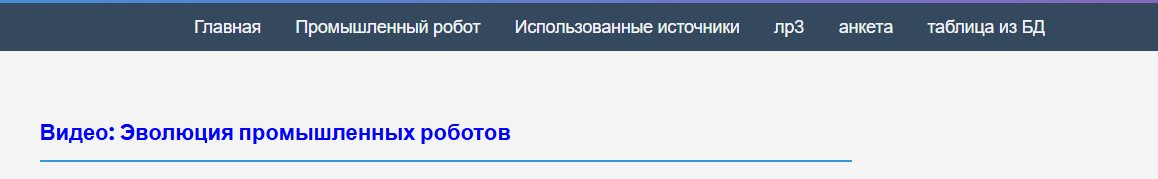 Главная Промышленный робот Использованные источники лр3 анкета таблица из БД
Видео: Эволюция промышленных роботов